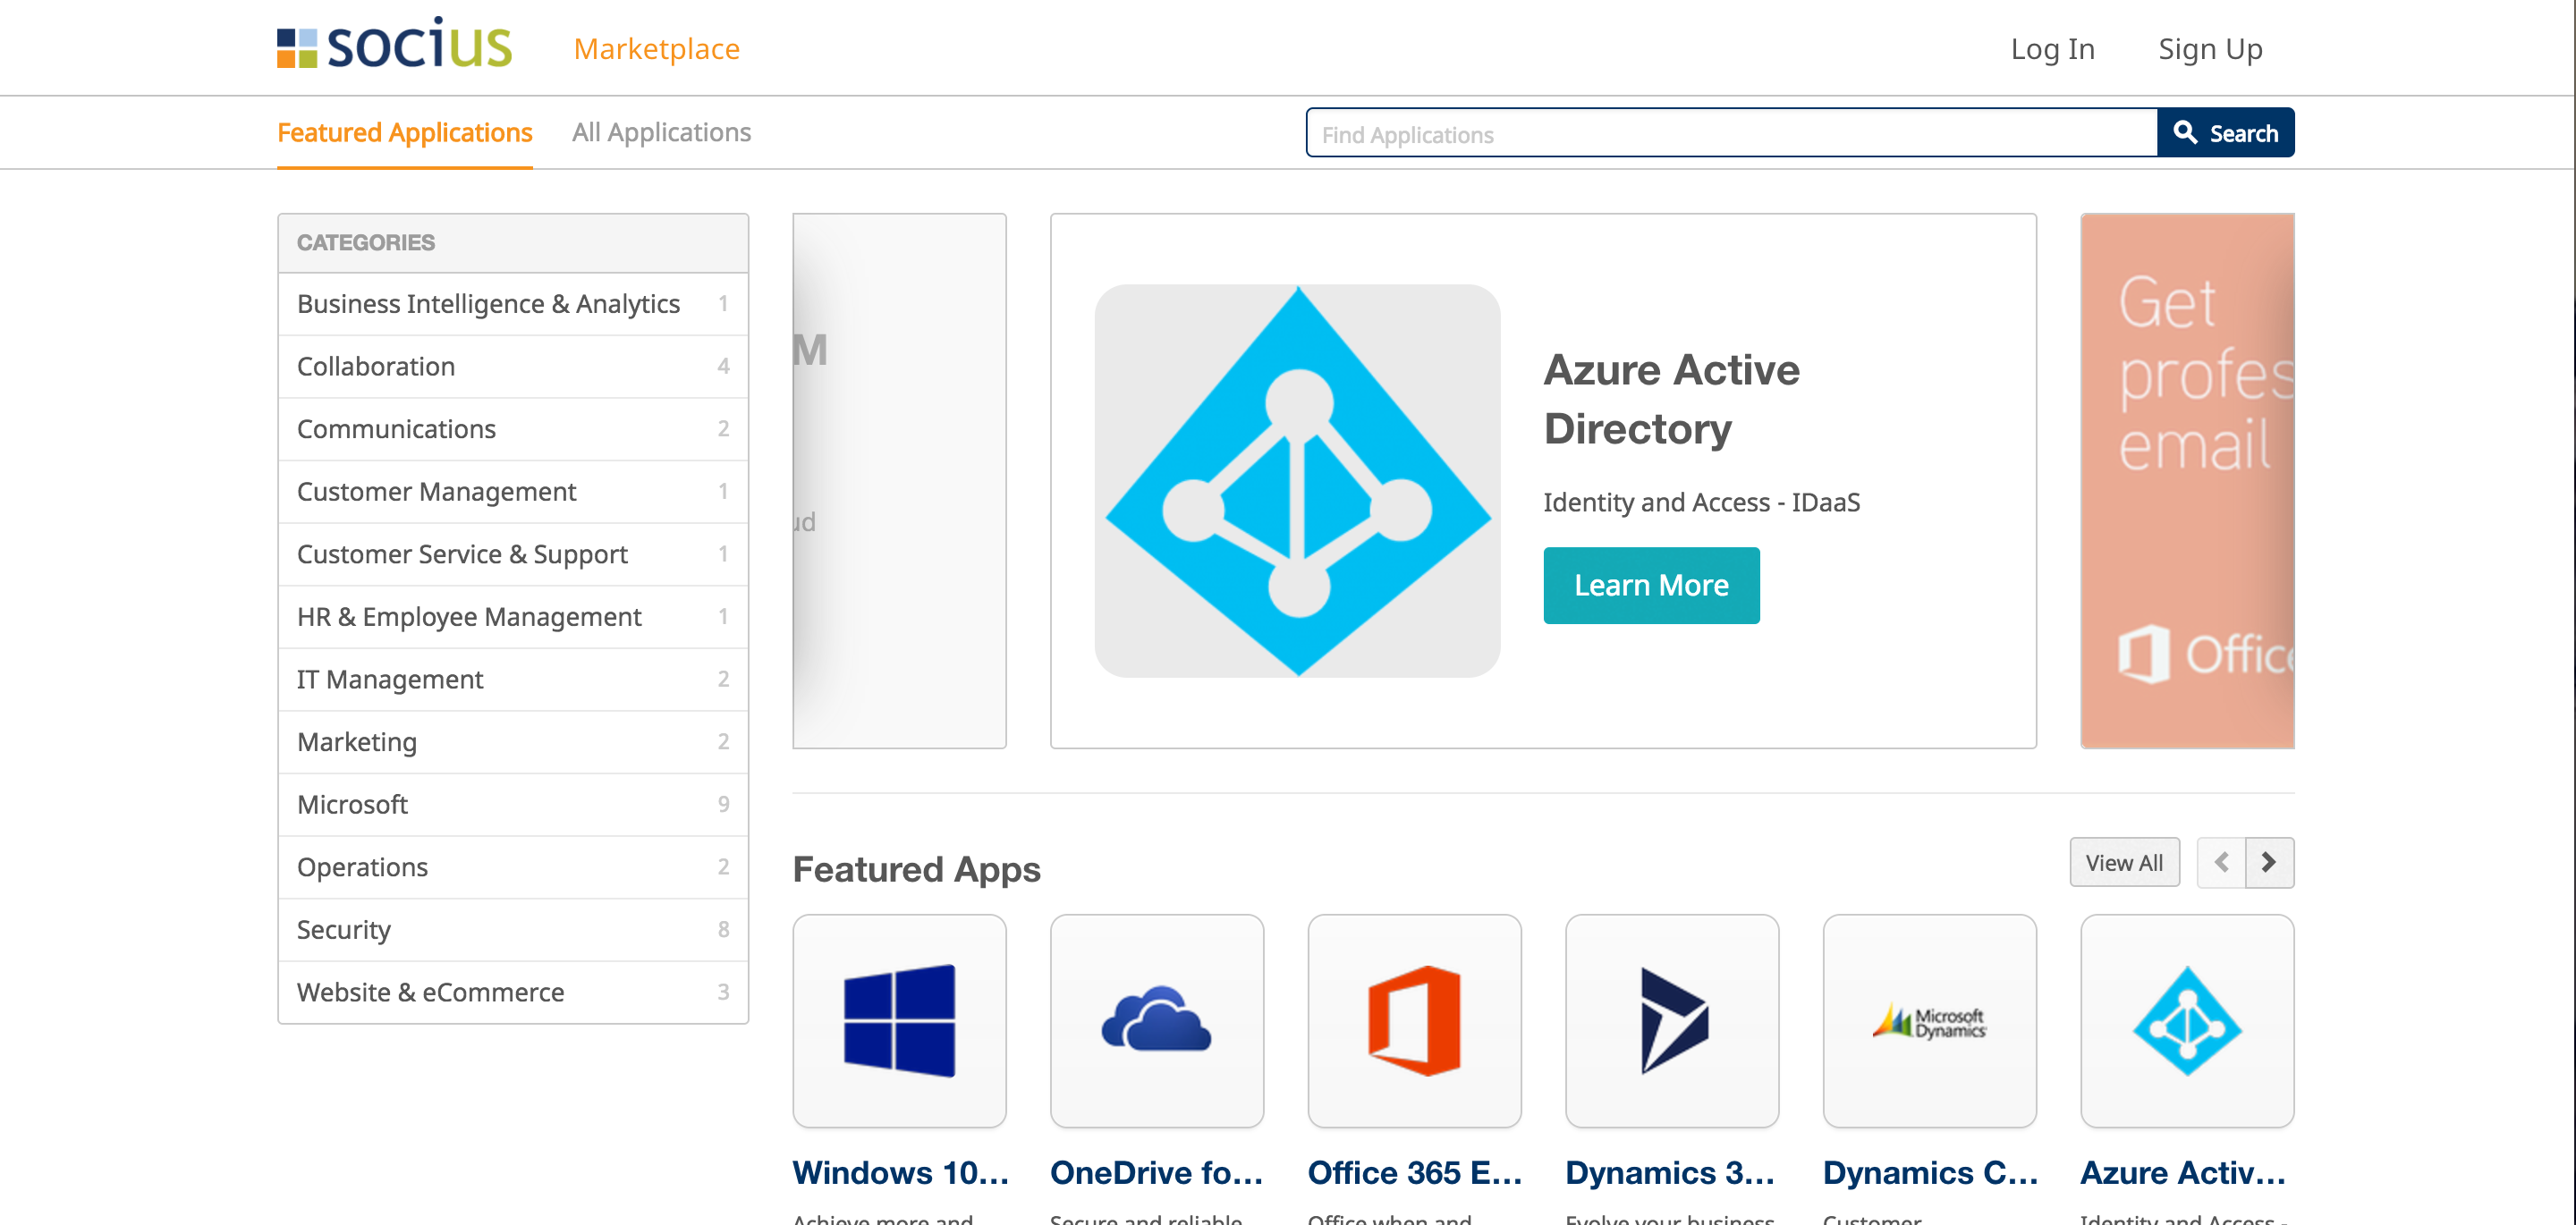 socius
Marketplace
Log In
Sign Up
Featured Applications
All Applications
Find Applications
Search
CATEGORIES
Business Intelligence & Analytics 1
Collaboration 4
Communications 2
Customer Management 1
Customer Service & Support 1
HR & Employee Management 1
IT Management 2
Marketing 2
Microsoft 9
Operations 2
Security 8
Website & eCommerce 3
M
ud
Azure Active
Directory
Identity and Access - IDaaS
Learn More
Get
profes
email
Office
Featured Apps
View All
Microsoft
Dynamics
Windows 10...
OneDrive fo...
Office 365 E...
Dynamics 3...
Dynamics C...
Azure Activ...
Achieve more and
Secure and reliable
Office when and
Evolve your business
Customer
Identity and Access -